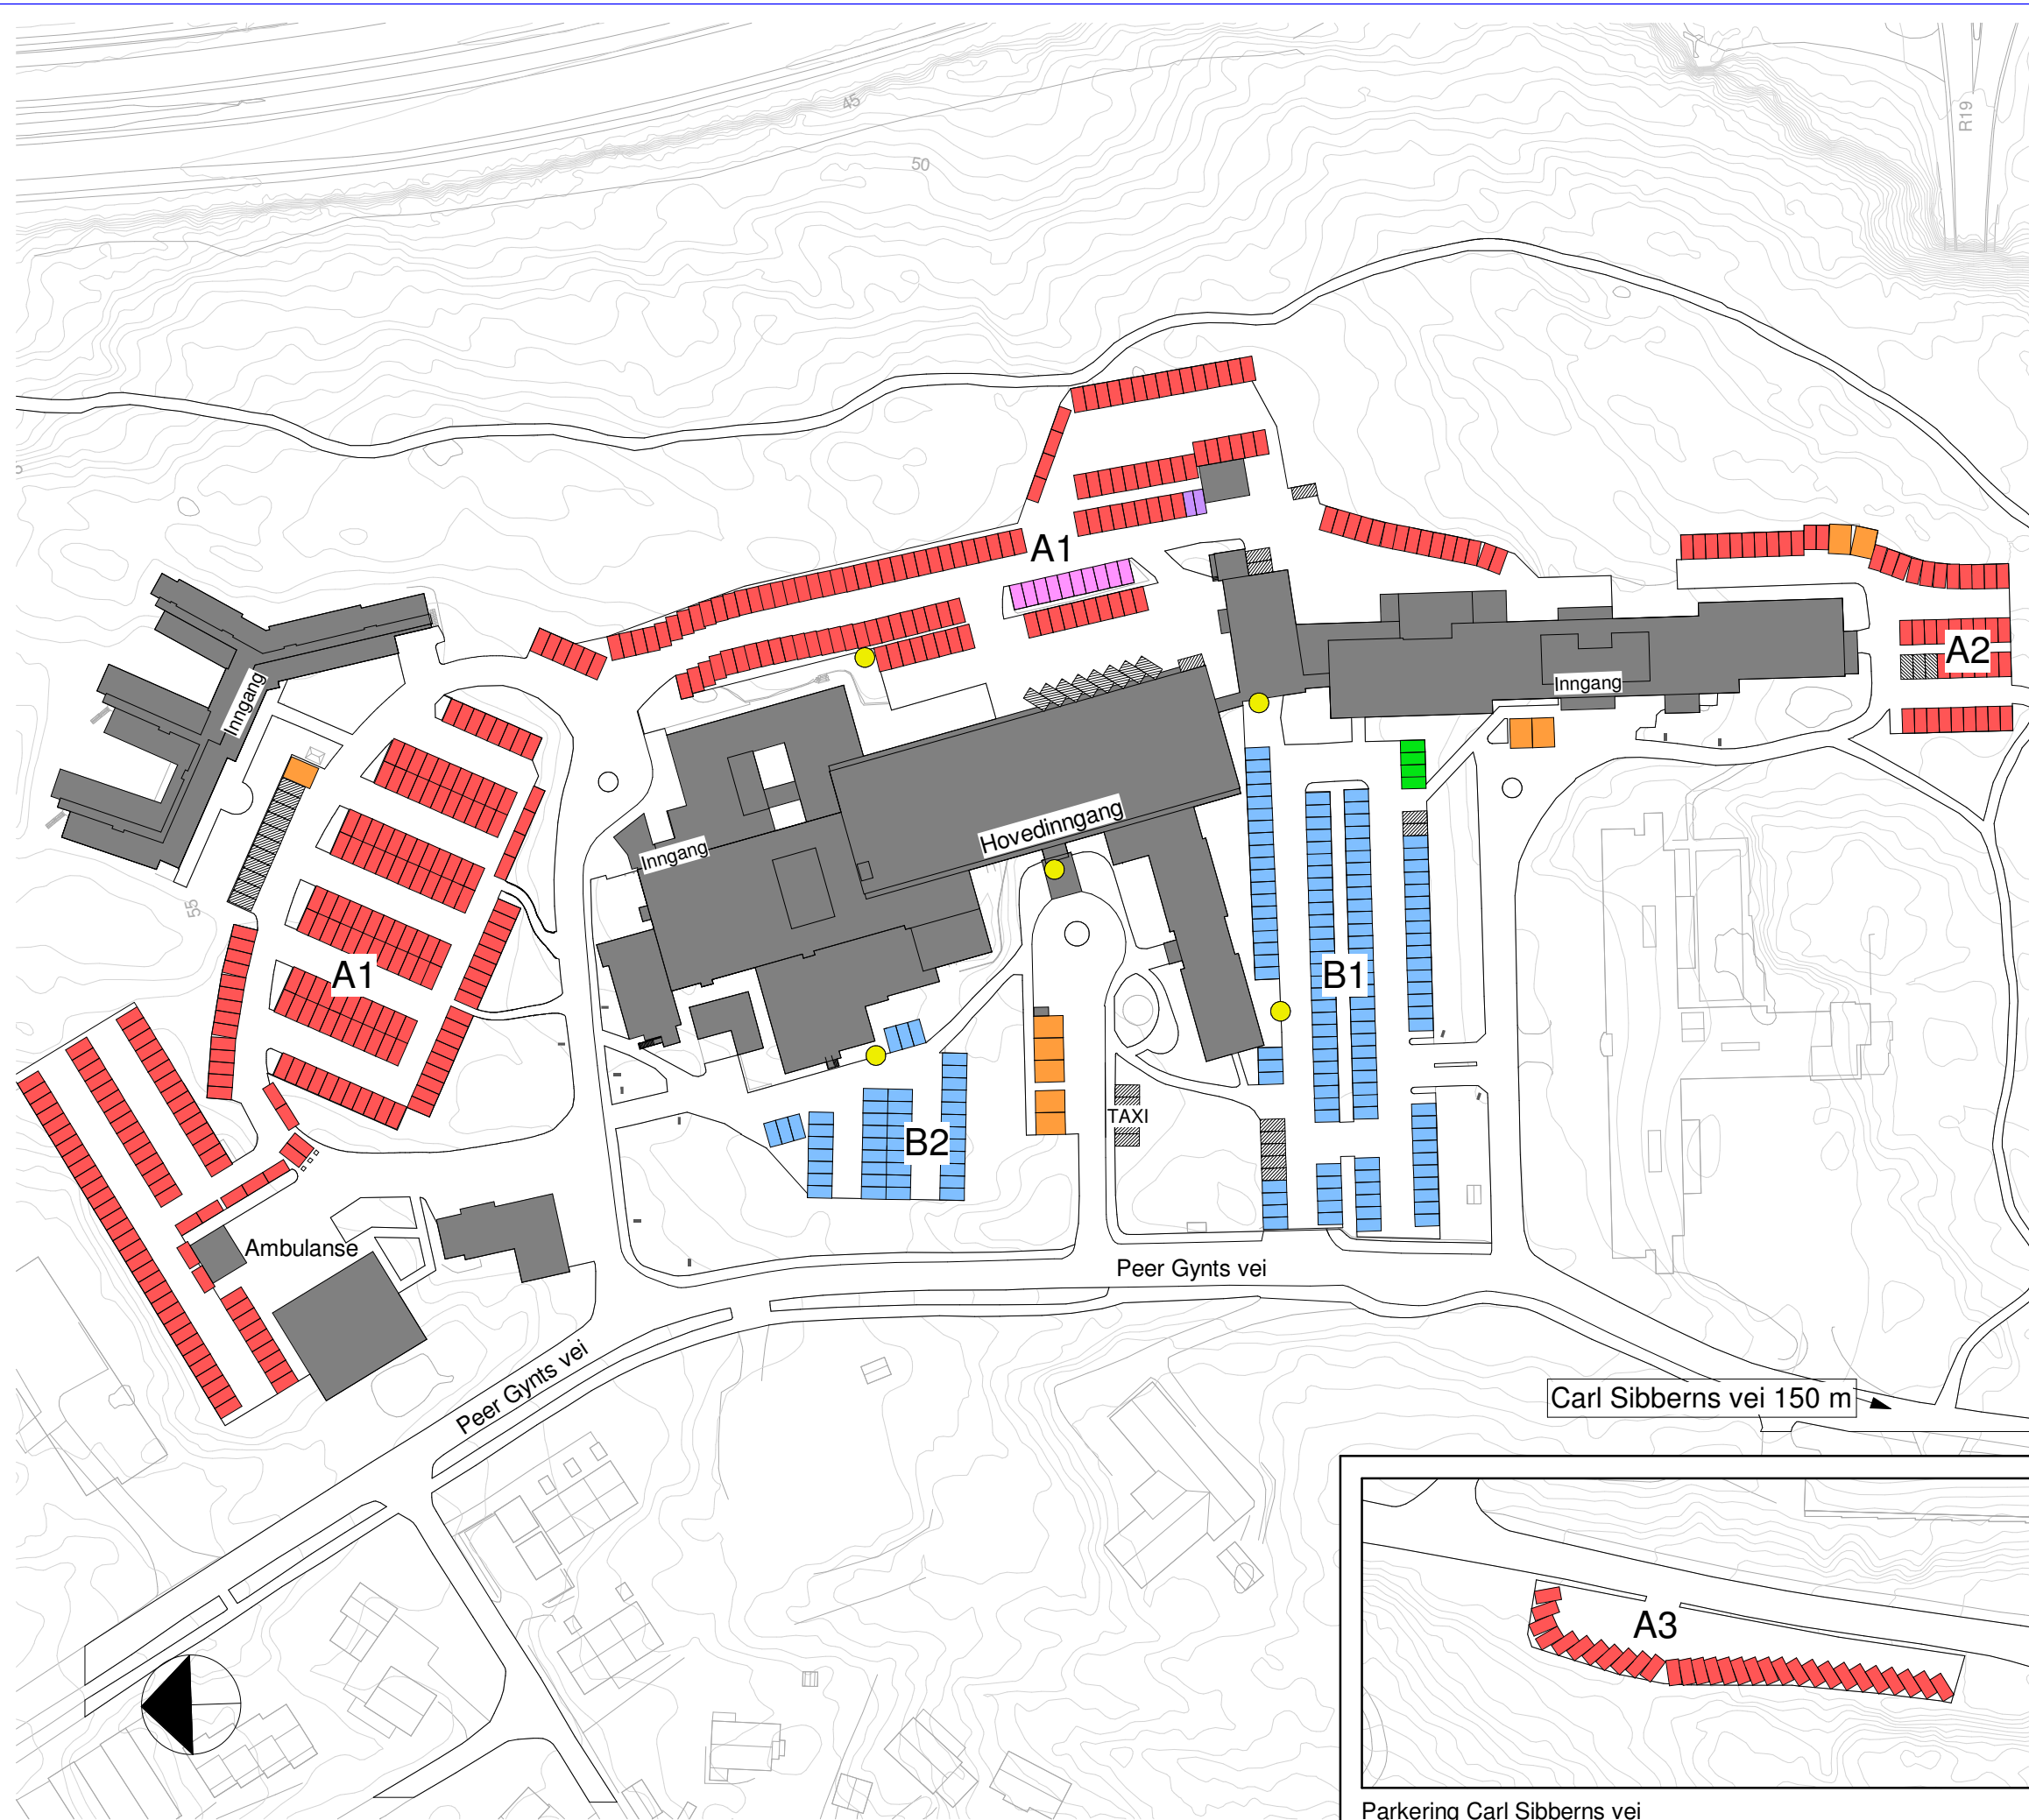 R19
45
50
A1
A2
Inngang
Inngang
Hovedinngang
Inngang
55
A1
B1
TAXI
B2
Ambulanse
Peer Gynts vei
Peer Gynts vei
Carl Sibberns vei 150 m
A3
Parkering Carl Sibberns vei